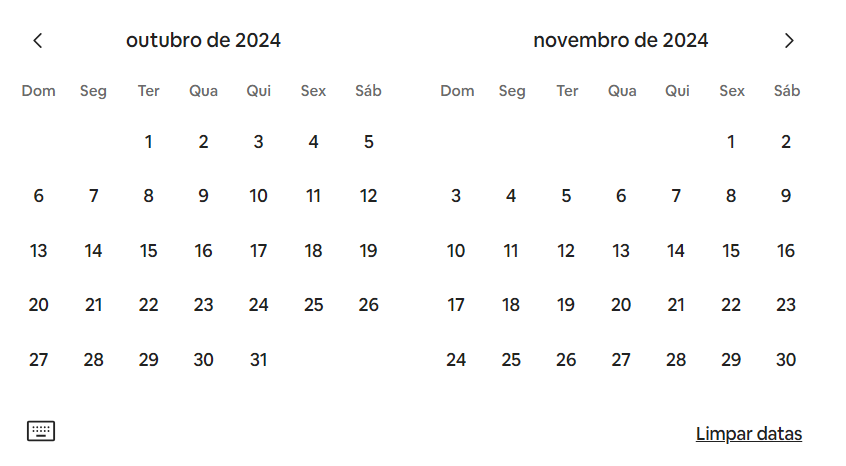 outubro de 2024
Dom Seg Ter Qua Qui Sex Sáb
1 2 3 4 5
6 7 8 9 10 11 12
13 14 15 16 17 18 19
20 21 22 23 24 25 26
27 28 29 30 31
novembro de 2024
Dom Seg Ter Qua Qui Sex Sáb
1 2
3 4 5 6 7 8 9
10 11 12 13 14 15 16
17 18 19 20 21 22 23
24 25 26 27 28 29 30
Limpar datas